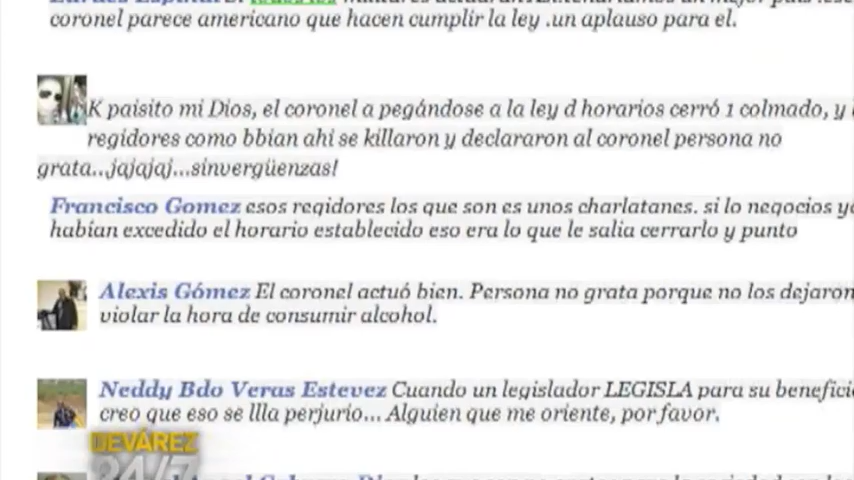 coronel parece americano que hacen cumplir la ley .un aplauso para el.
K paisito mi Dios, el coronel a pegándose a la ley d horarios cerró 1 colmado, y
regidores como bbian ahi se killaron y declararon al coronel persona no
grata...jajajaj...sinvergüenzas!
Francisco Gomez esos regidores los que son es unos charlatanes. si lo negocios
habían excedido el horario establecido eso era lo que le salia cerrarlo y punto
Alexis Gómez El coronel actuó bien. Persona no grata porque no los dejaron
violar la hora de consumir alcohol.
Neddy Bdo Veras Estevez Cuando un legislador LEGISLA para su beneficio
creo que eso se llla perjurio... Alguien que me oriente, por favor.
DEVÁREZ
24/7